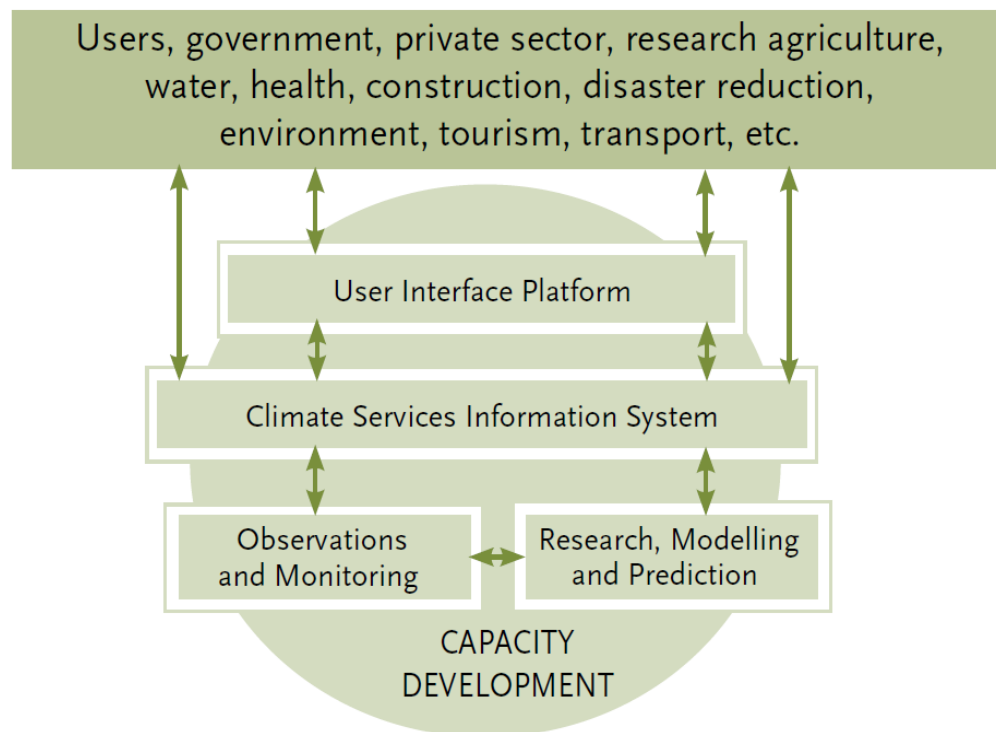 Users, government, private sector, research agriculture,
water, health, construction, disaster reduction,
environment, tourism, transport, etc.
User Interface Platform
Climate Services Information System
Observations
and Monitoring
Research, Modelling
and Prediction
CAPACITY
DEVELOPMENT